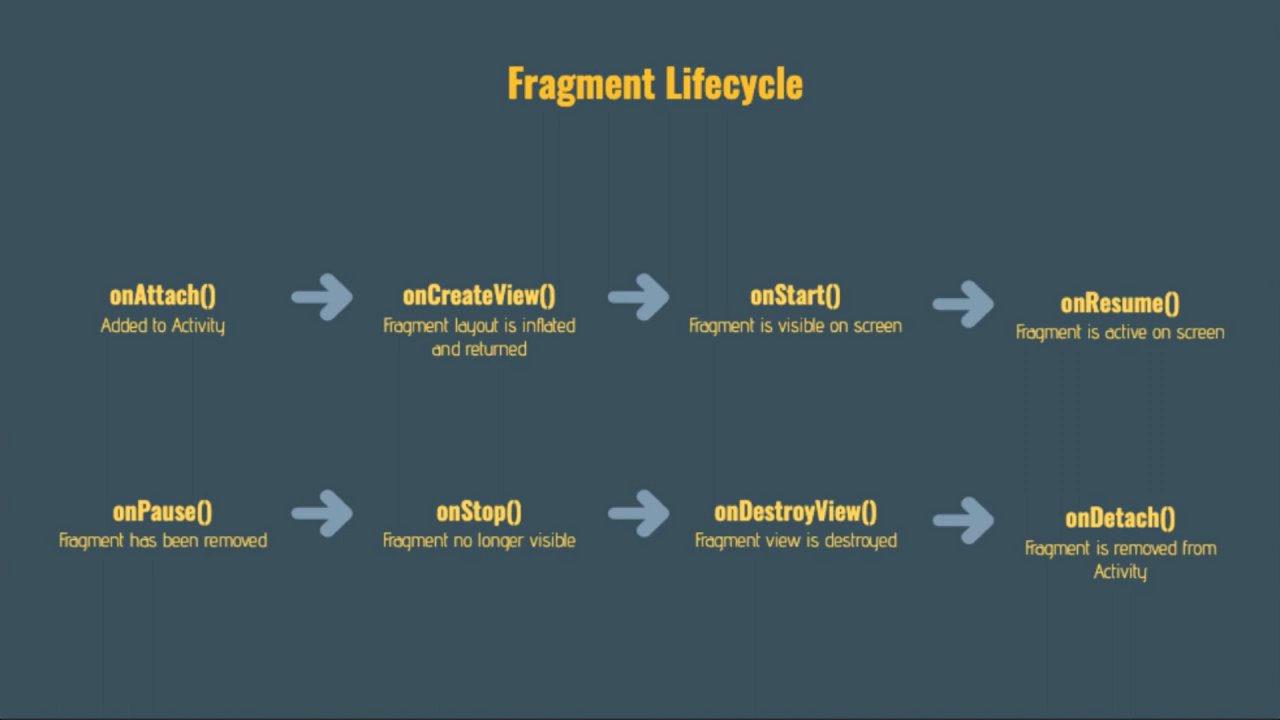 Fragment Lifecycle
onAttach()
Added to Activity
onCreateView()
Fragment layout is inflated
and returned
onStart()
Fragment is visible on screen
onResume()
Fragment is active on screen
onPause()
Fragment has been removed
onStop()
Fragment no longer visible
onDestroyView()
Fragment view is destroyed
onDetach()
Fragment is removed from
Activity